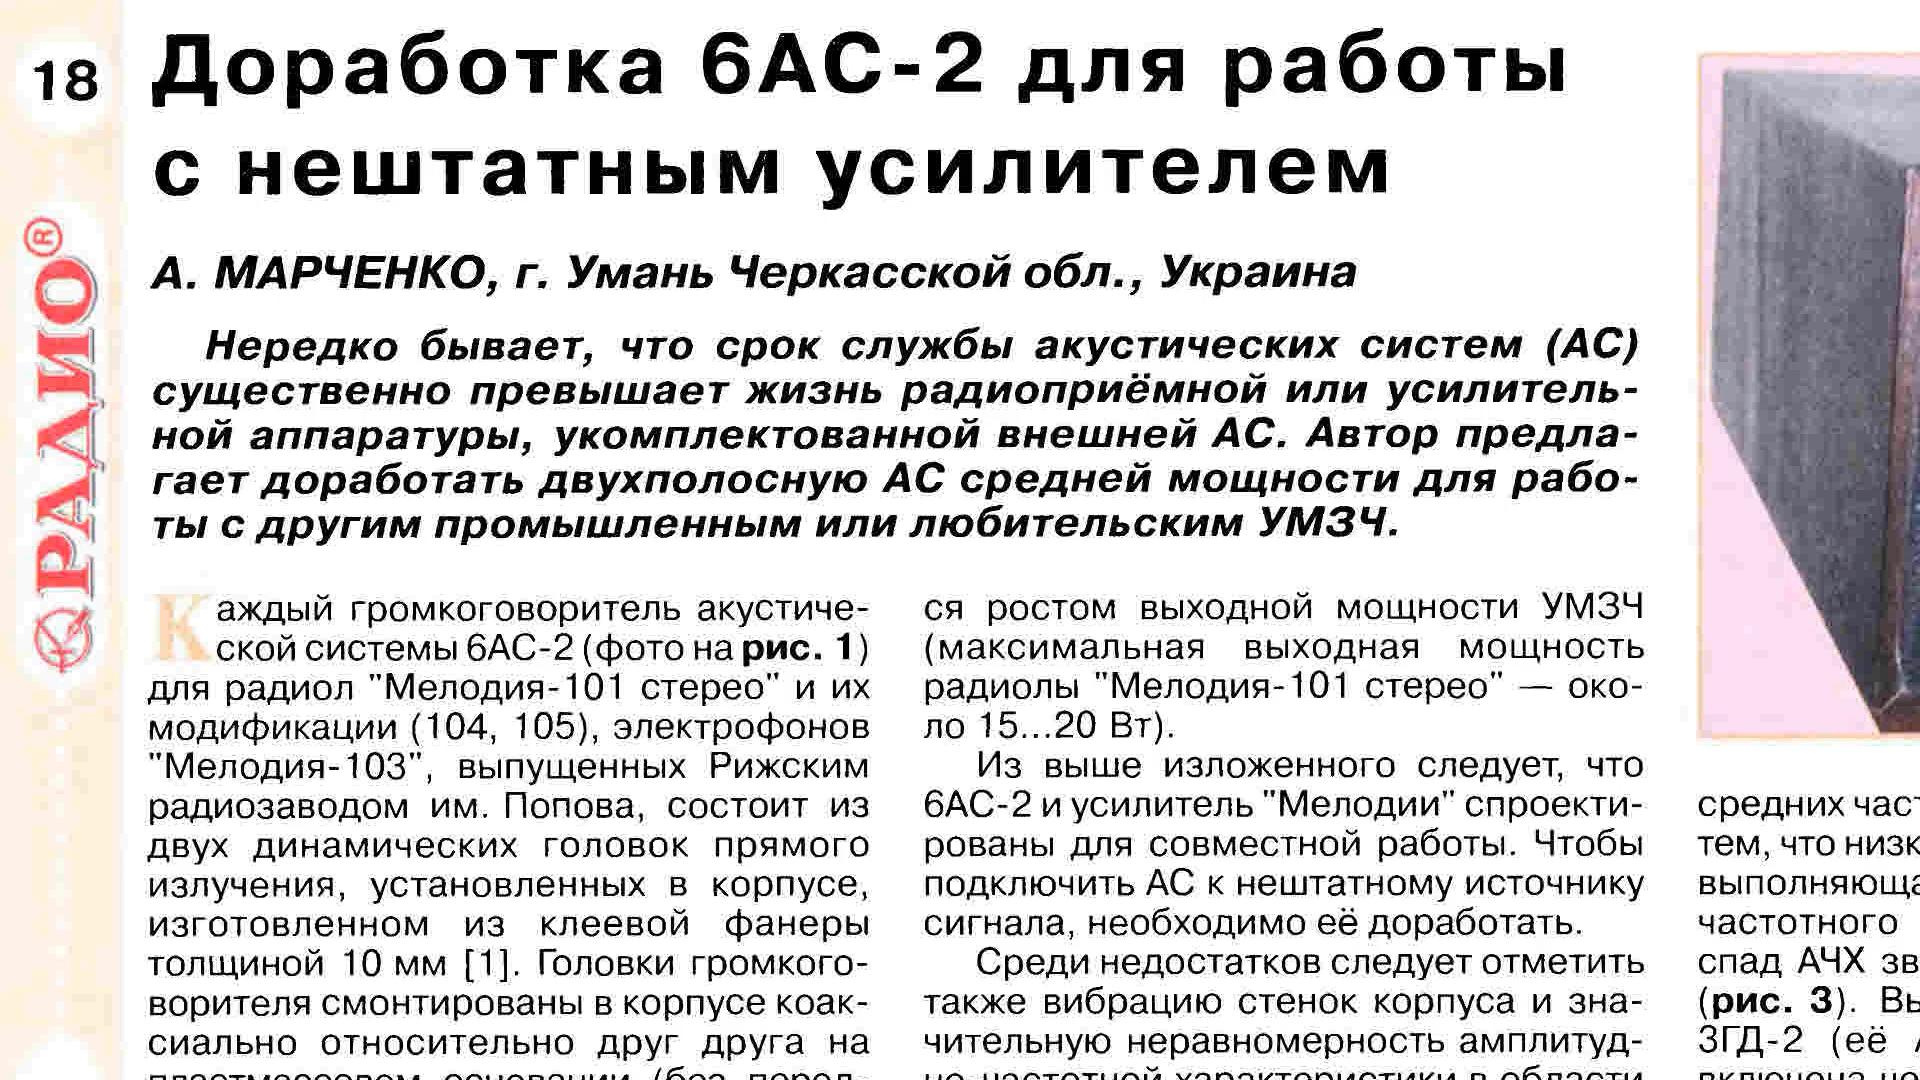 18
Доработка 6АС-2 для работы
с нештатным усилителем
РАДИО®
А. МАРЧЕНКО, г. Умань Черкасской обл., Украина
Нередко бывает, что срок службы акустических систем (АС)
существенно превышает жизнь радиоприёмной или усилитель-
ной аппаратуры, укомплектованной внешней АС. Автор предла-
гает доработать двухполосную АС средней мощности для рабо-
ты с другим промышленным или любительским УМЗЧ.
Каждый громкоговоритель акустиче-
ской системы 6АС-2 (фото на рис. 1)
для радиол "Мелодия-101 стерео" и их
модификации (104, 105), электрофонов
"Мелодия-103", выпущенных Рижским
радиозаводом им. Попова, состоит из
двух динамических головок прямого
излучения, установленных в корпусе,
изготовленном из клеевой фанеры
толщиной 10 мм [1]. Головки громкого-
ворителя смонтированы в корпусе коак-
сиально относительно друг друга на
ся ростом выходной мощности УМЗЧ
(максимальная выходная мощность
радиолы "Мелодия-101 стерео" — око-
ло 15...20 Вт).
Из выше изложенного следует, что
6АС-2 и усилитель "Мелодии" спроекти-
рованы для совместной работы. Чтобы
подключить АС к нештатному источнику
сигнала, необходимо её доработать.
Среди недостатков следует отметить
также вибрацию стенок корпуса и зна-
чительную неравномерность амплитуд-
но-частотной характеристики в области
средних час
тем, что низк
выполняюща
частотного
спад АЧХ зв
(рис. 3). Вы
3ГД-2 (её